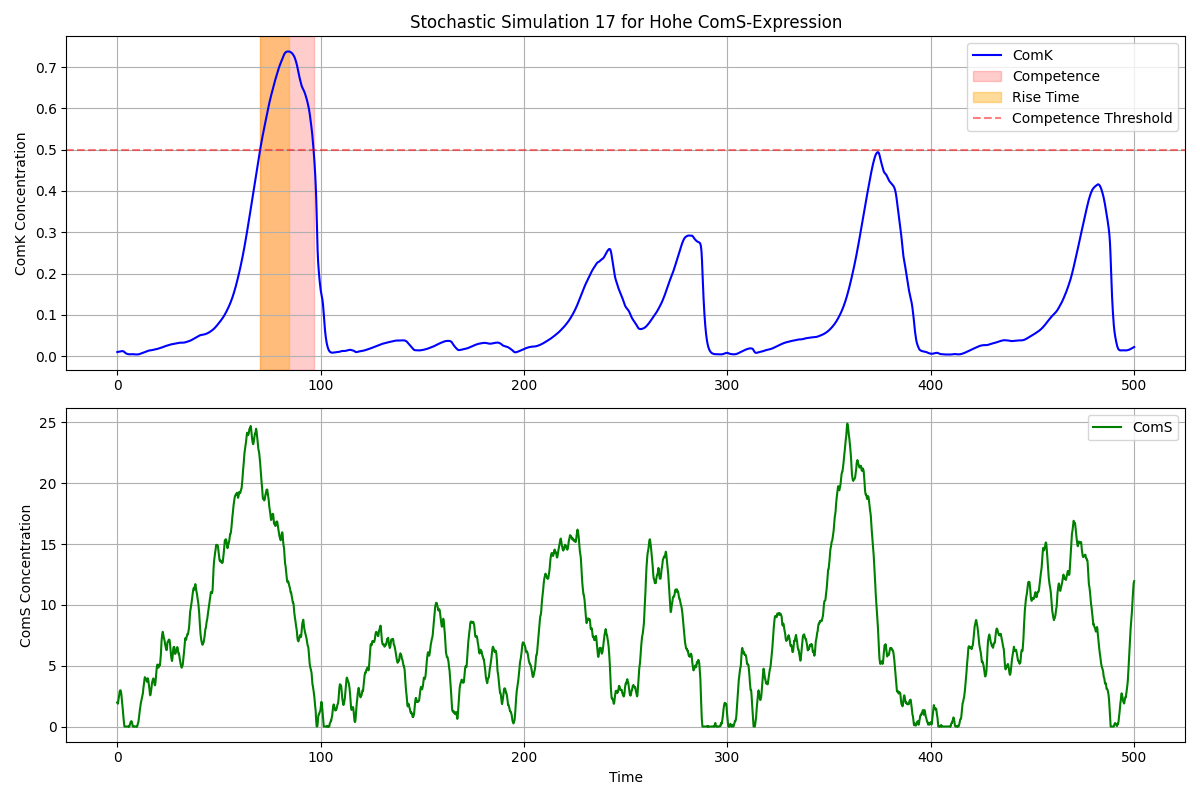 Stochastic Simulation 17 for Hohe ComS-Expression
ComK Concentration
0.7
0.6
0.5
0.4
0.3
0.2
0.1
0.0
ComK
Competence
Rise Time
Competence Threshold
0 100 200 300 400 500
ComS Concentration
25
20
15
10
5
0
ComS
0 100 200 300 400 500
Time